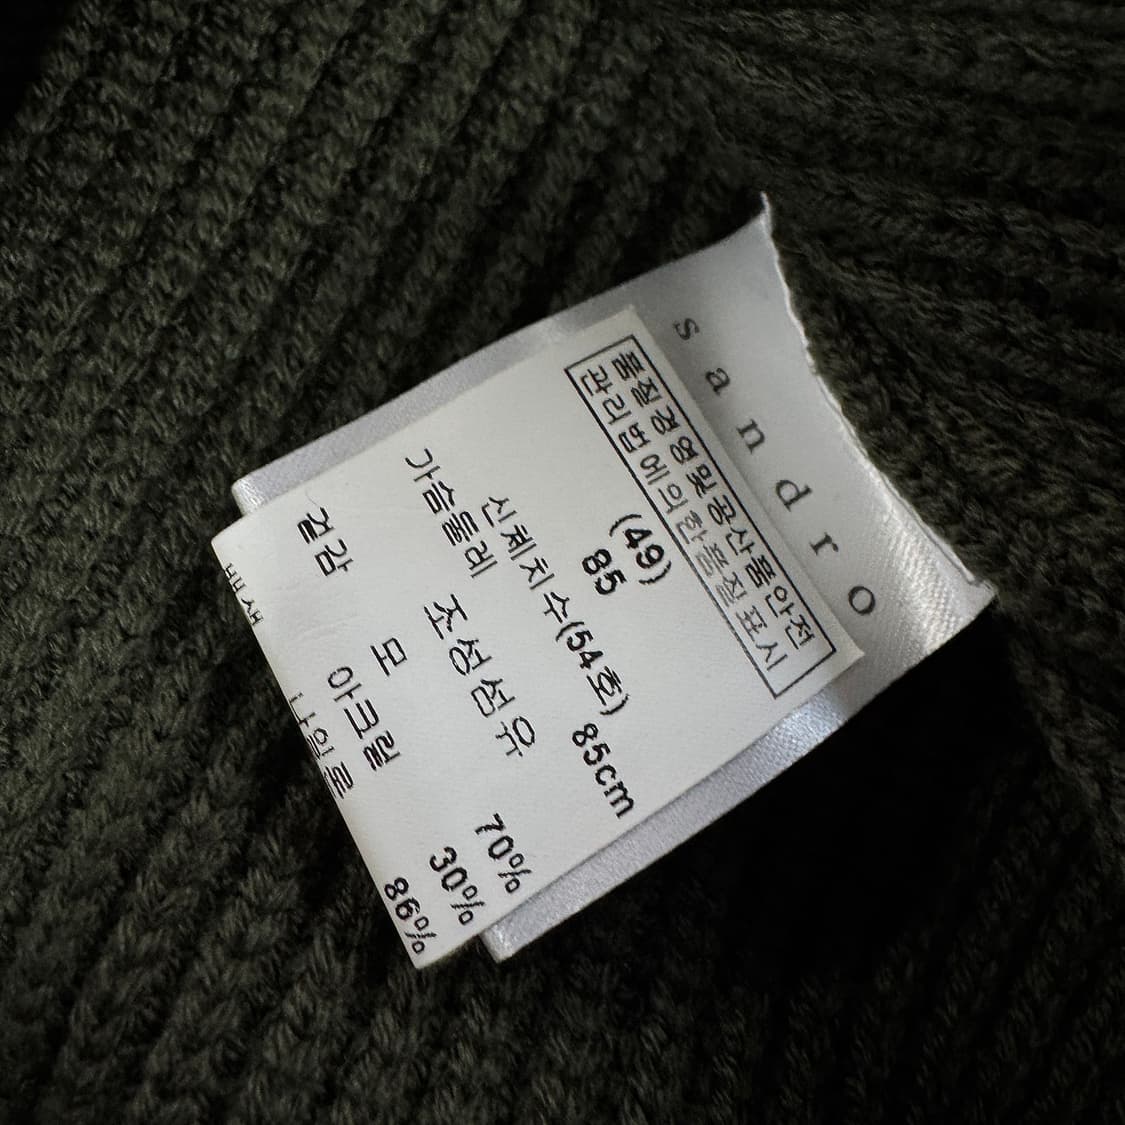 sandro
품질경영및공산품안전
관리법에의한품질표시
(49)
85
신체치수(54호)
가슴둘레 85cm
조성섬유
겉감 모 70%
아크릴 30%
배색 나일론 86%